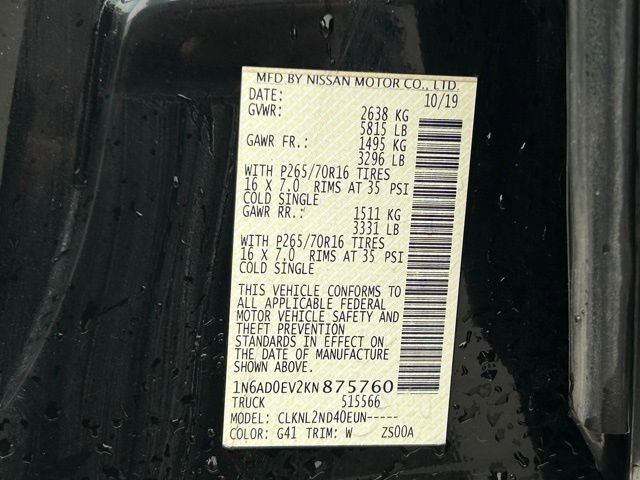 MFD BY NISSAN MOTOR CO., LTD.
DATE: 10/19
GVWR: 2638 KG
5815 LB
GAWR FR.: 1495 KG
3296 LB
WITH P265/70R16 TIRES
16 X 7.0 RIMS AT 35 PSI
COLD SINGLE
GAWR RR.: 1511 KG
3331 LB
WITH P265/70R16 TIRES
16 X 7.0 RIMS AT 35 PSI
COLD SINGLE
THIS VEHICLE CONFORMS TO
ALL APPLICABLE FEDERAL
MOTOR VEHICLE SAFETY AND
THEFT PREVENTION
STANDARDS IN EFFECT ON
THE DATE OF MANUFACTURE
SHOWN ABOVE.
1N6AD0EV2KN875760
TRUCK 515566
MODEL: CLKNL2ND40EUN-----
COLOR: G41 TRIM: W ZS00A